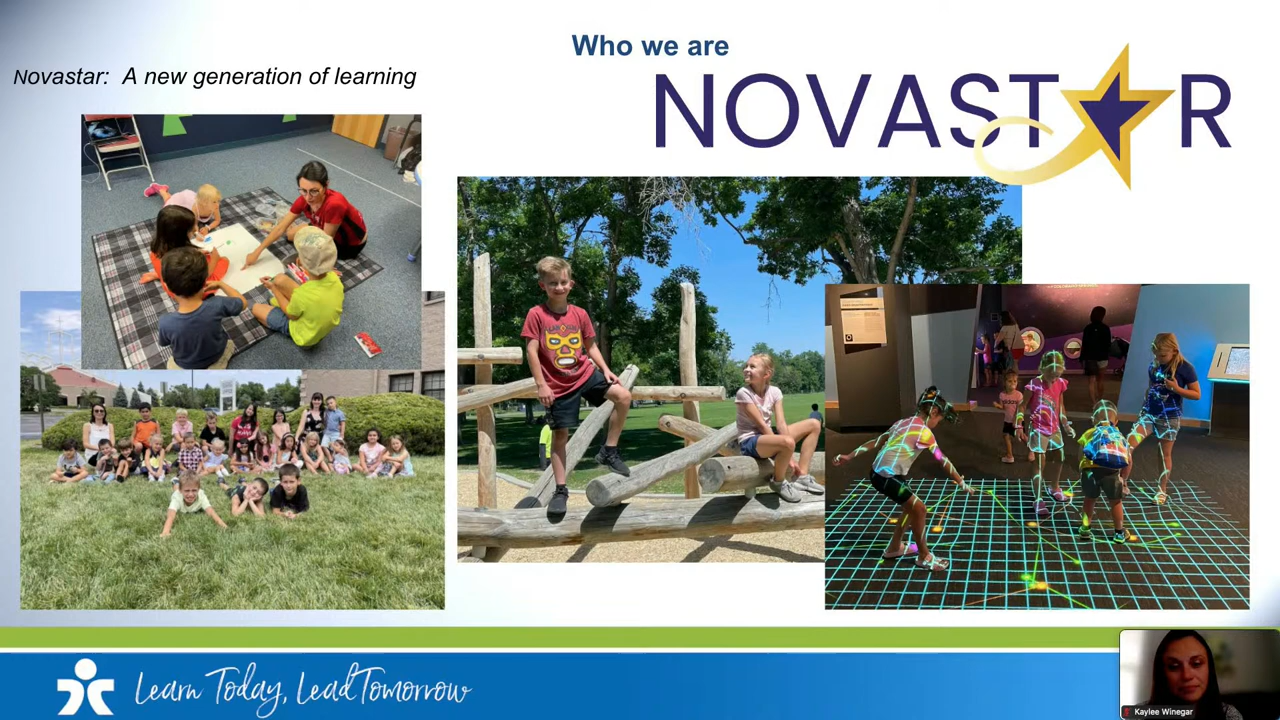 Who we are
Novastar: A new generation of learning
NOVASTAR
Learn Today, Lead Tomorrow
Kaylee Winegar